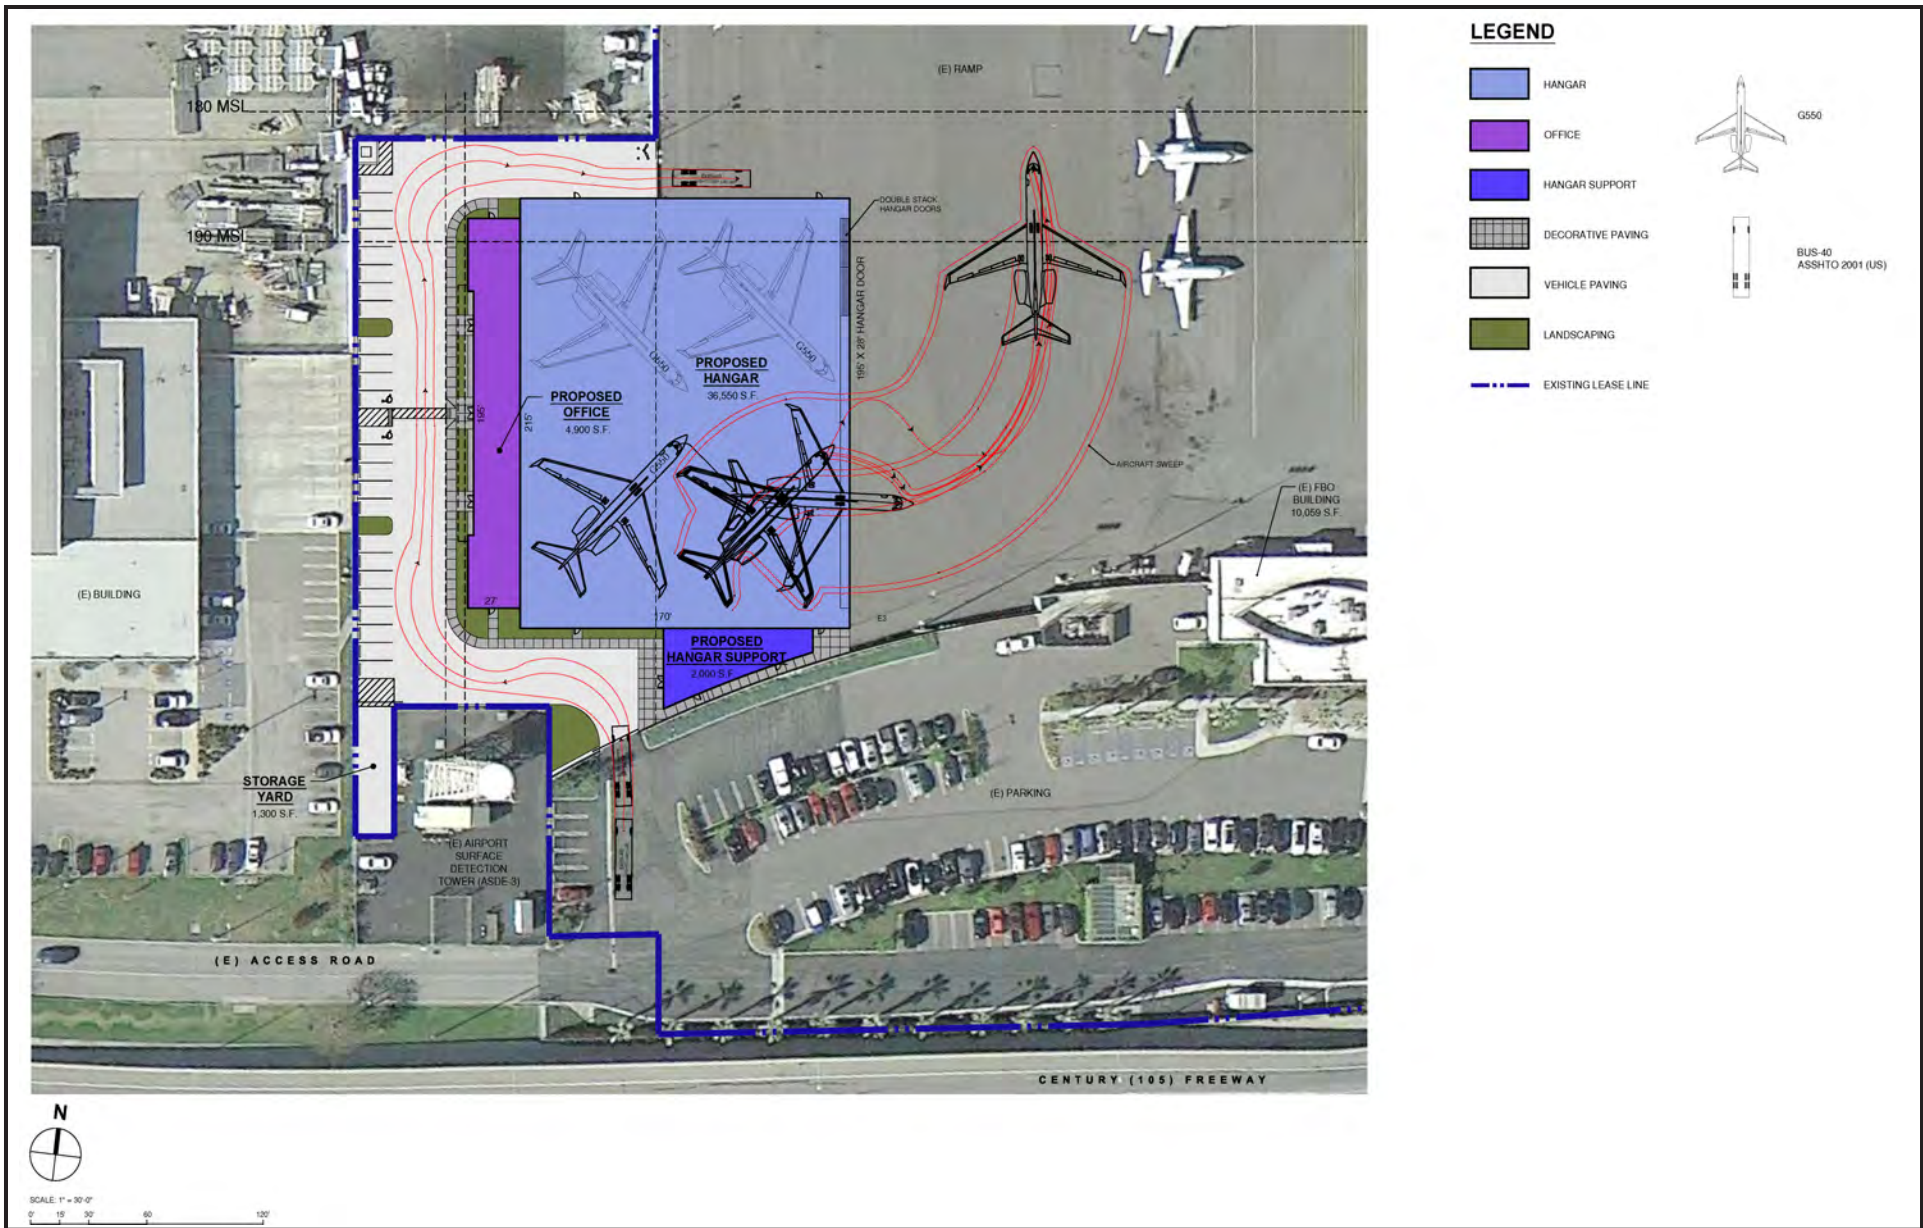 LEGEND
HANGAR
OFFICE
HANGAR SUPPORT
DECORATIVE PAVING
VEHICLE PAVING
LANDSCAPING
EXISTING LEASE LINE
G550
BUS-40
ASSHTO 2001 (US)
(E) RAMP
180 MSL
190 MSL
DOUBLE STACK
HANGAR DOORS
195' X 28' HANGAR DOOR
G550
PROPOSED
HANGAR
36,550 S.F.
PROPOSED
OFFICE
4,900 S.F.
195'
215'
G550
AIRCRAFT SWEEP
(E) FBO
BUILDING
10,059 S.F.
(E) BUILDING
27'
PROPOSED
HANGAR SUPPORT
2,000 S.F.
STORAGE
YARD
1,300 S.F.
(E) PARKING
(E) AIRPORT
SURFACE
DETECTION
TOWER (ASDE-3)
(E) ACCESS ROAD
CENTURY (105) FREEWAY
N
SCALE: 1" = 30'-0"
0' 15' 30' 60 120'